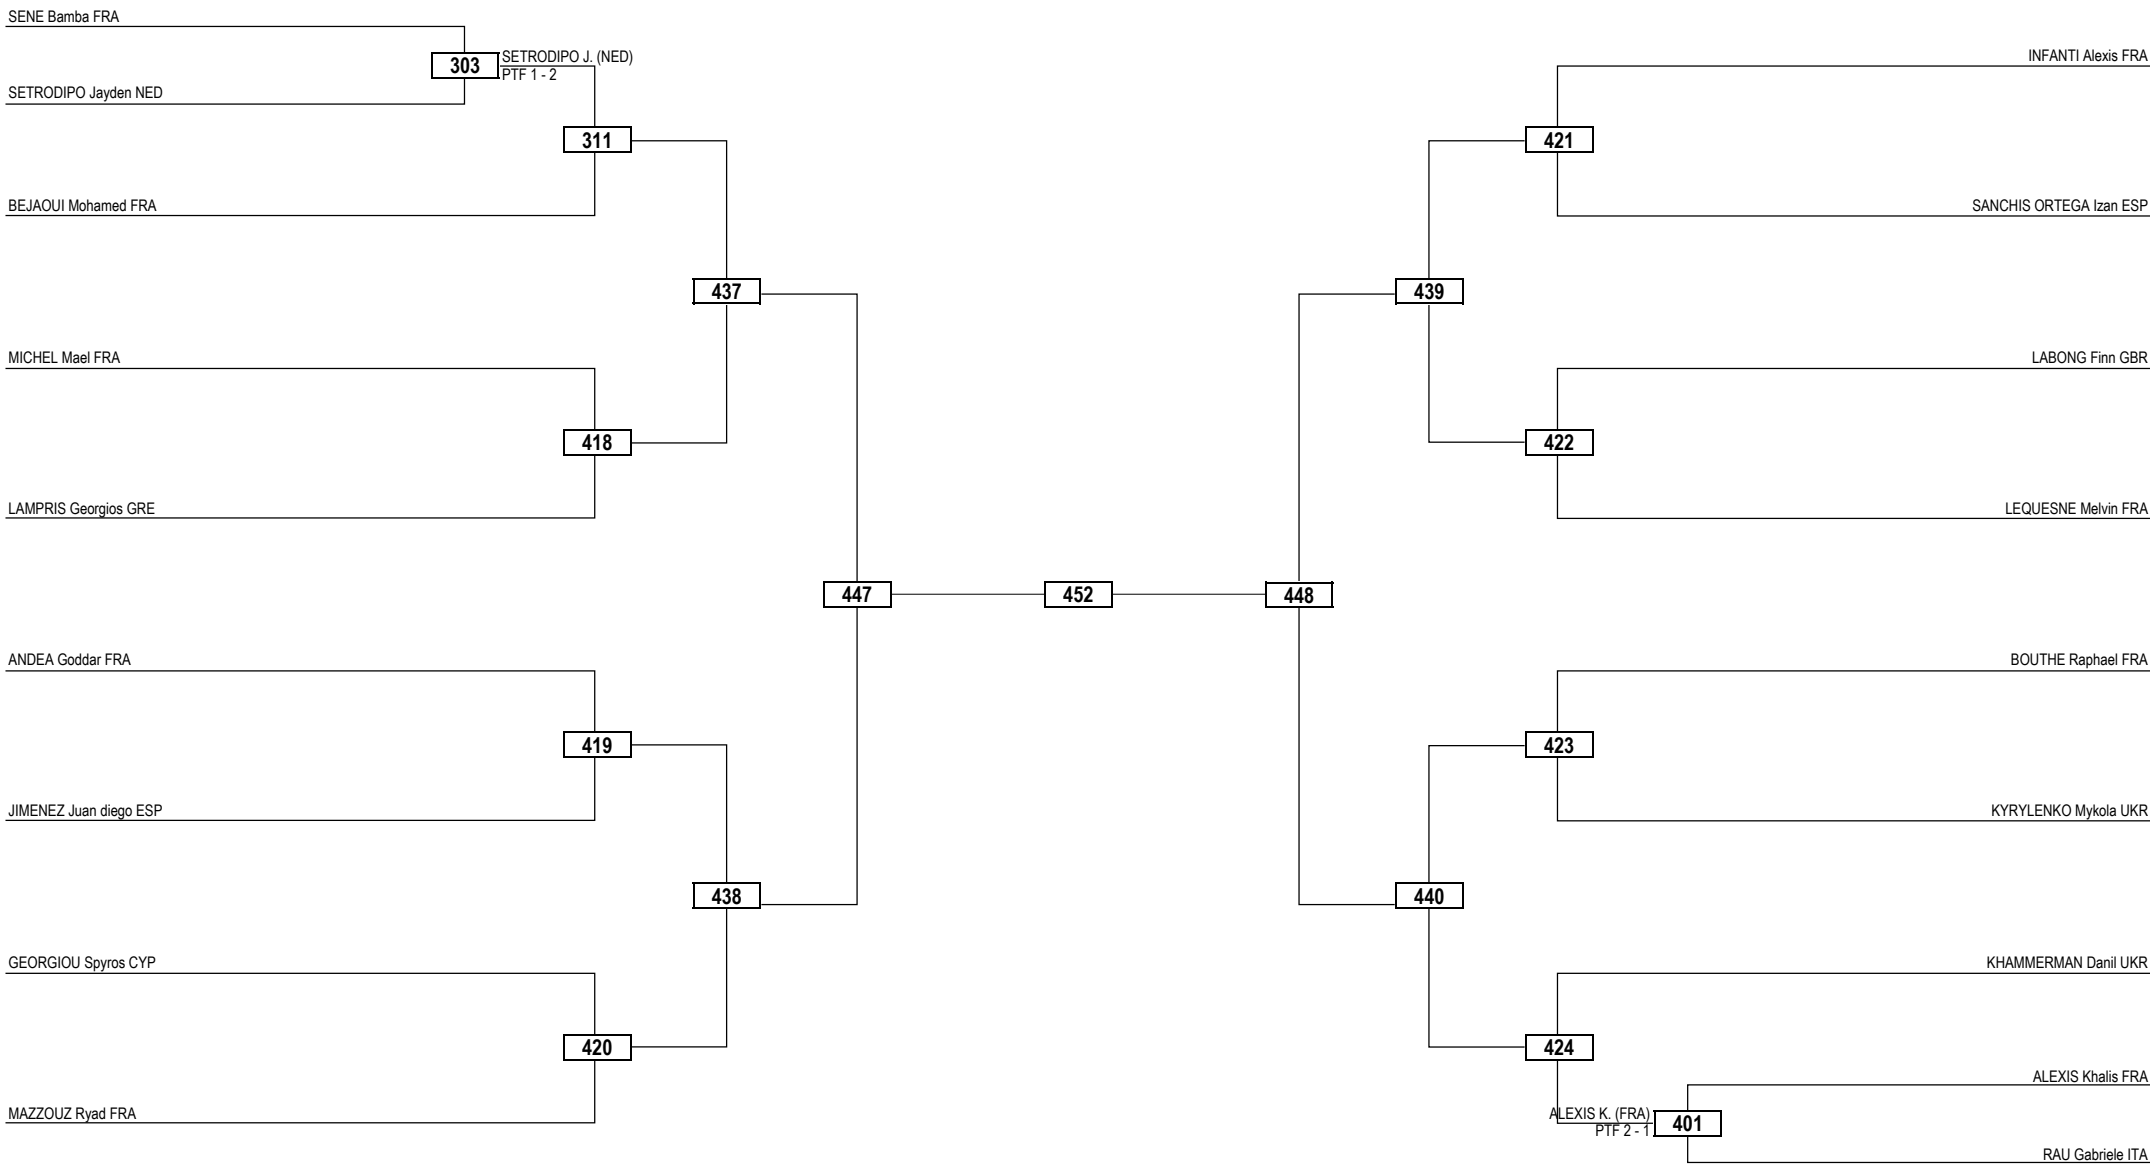 SENE Bamba FRA
303
SETRODIPO J. (NED)
PTF 1 - 2
SETRODIPO Jayden NED
311
BEJAOUI Mohamed FRA
437
MICHEL Mael FRA
418
LAMPRIS Georgios GRE
447
ANDEA Goddar FRA
419
JIMENEZ Juan diego ESP
438
GEORGIOU Spyros CYP
420
MAZZOUZ Ryad FRA
452
INFANTI Alexis FRA
421
SANCHIS ORTEGA Izan ESP
439
LABONG Finn GBR
422
LEQUESNE Melvin FRA
448
BOUTHE Raphael FRA
423
KYRYLENKO Mykola UKR
440
KHAMMERMAN Danil UKR
424
ALEXIS Khalis FRA
ALEXIS K. (FRA)
PTF 2 - 1
401
RAU Gabriele ITA